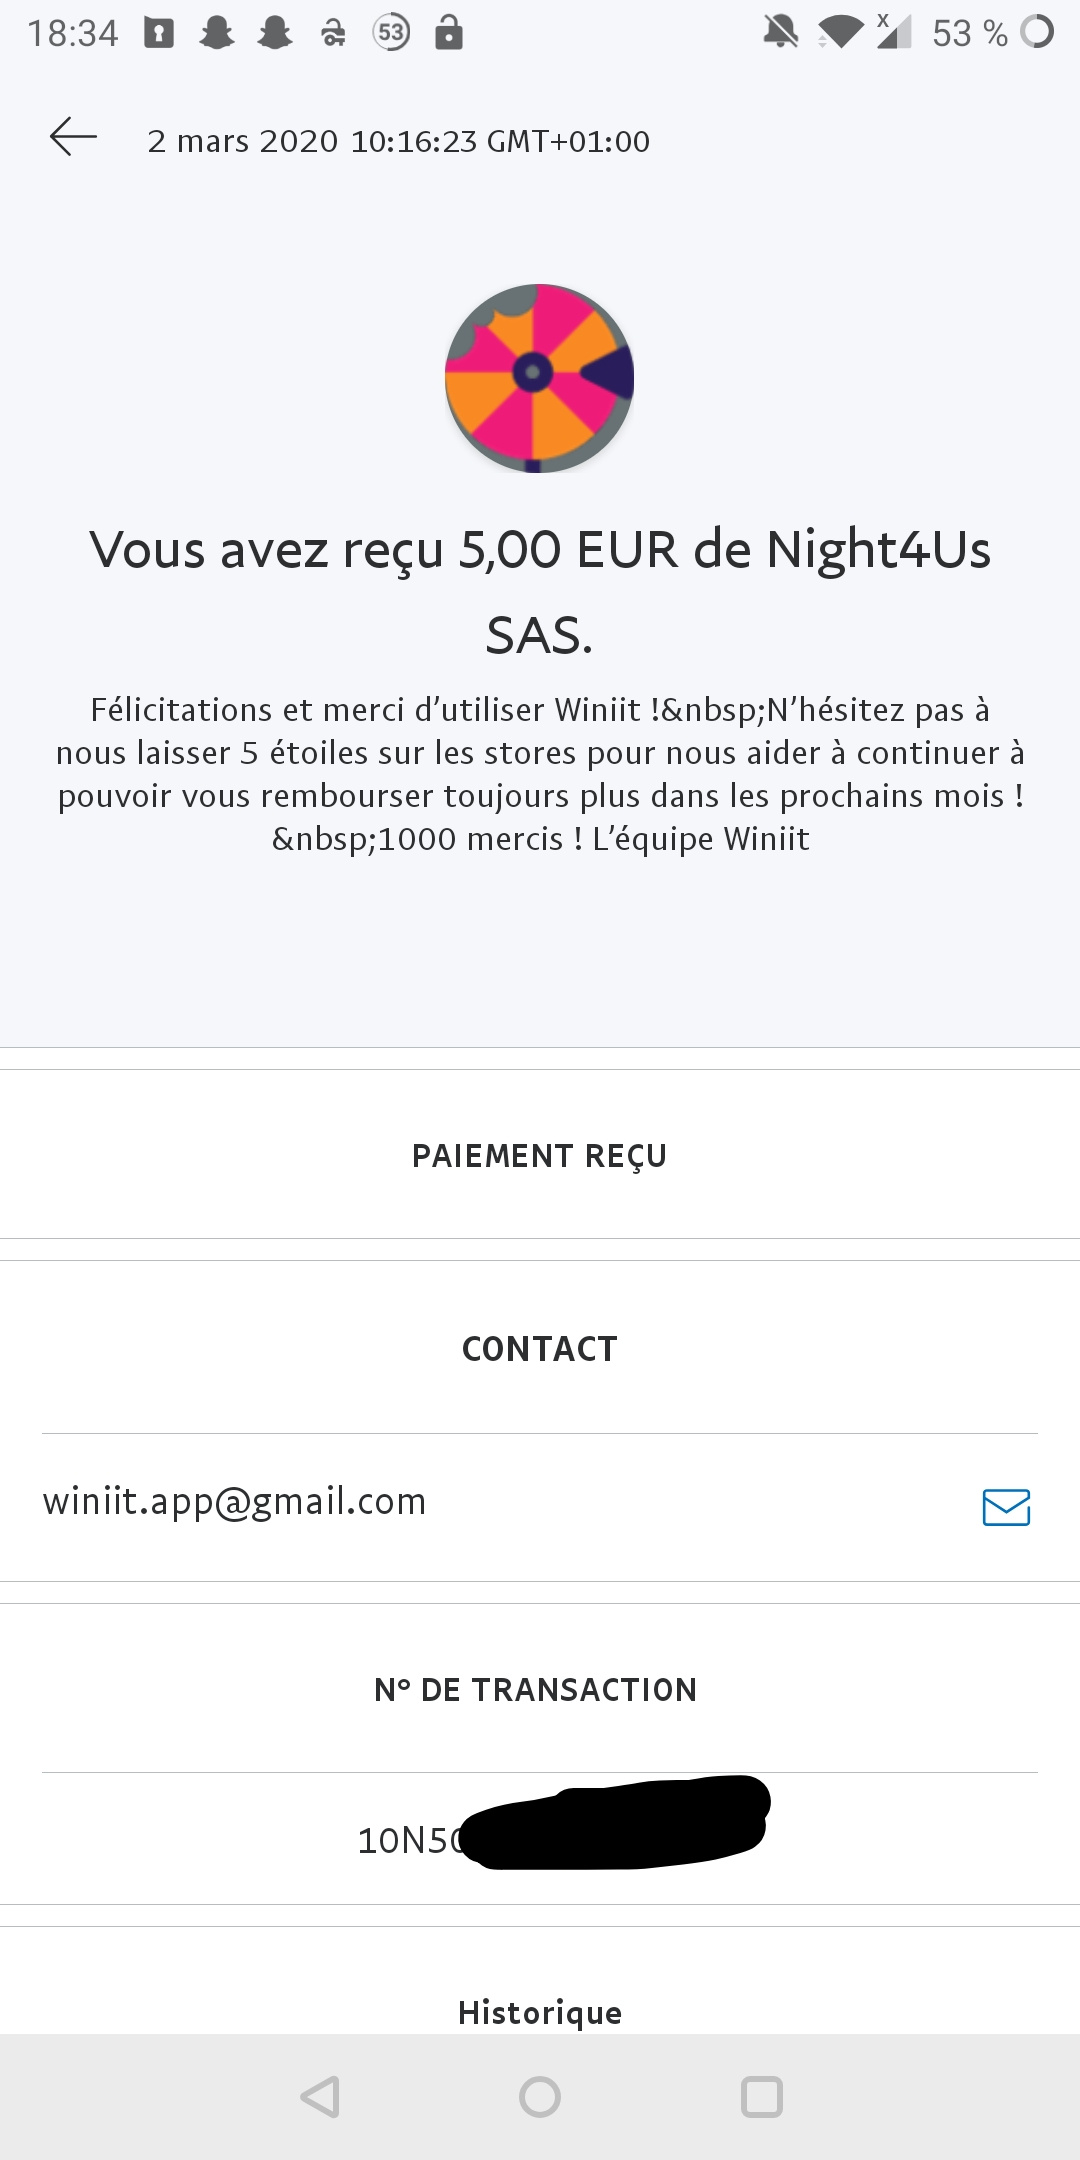 18:34 53 53 %
2 mars 2020 10:16:23 GMT+01:00
Vous avez reçu 5,00 EUR de Night4Us
SAS.
Félicitations et merci d’utiliser Winiit !&nbsp;N’hésitez pas à
nous laisser 5 étoiles sur les stores pour nous aider à continuer à
pouvoir vous rembourser toujours plus dans les prochains mois !
&nbsp;1000 mercis ! L’équipe Winiit
PAIEMENT REÇU
CONTACT
winiit.app@gmail.com
N° DE TRANSACTION
10N50
Historique